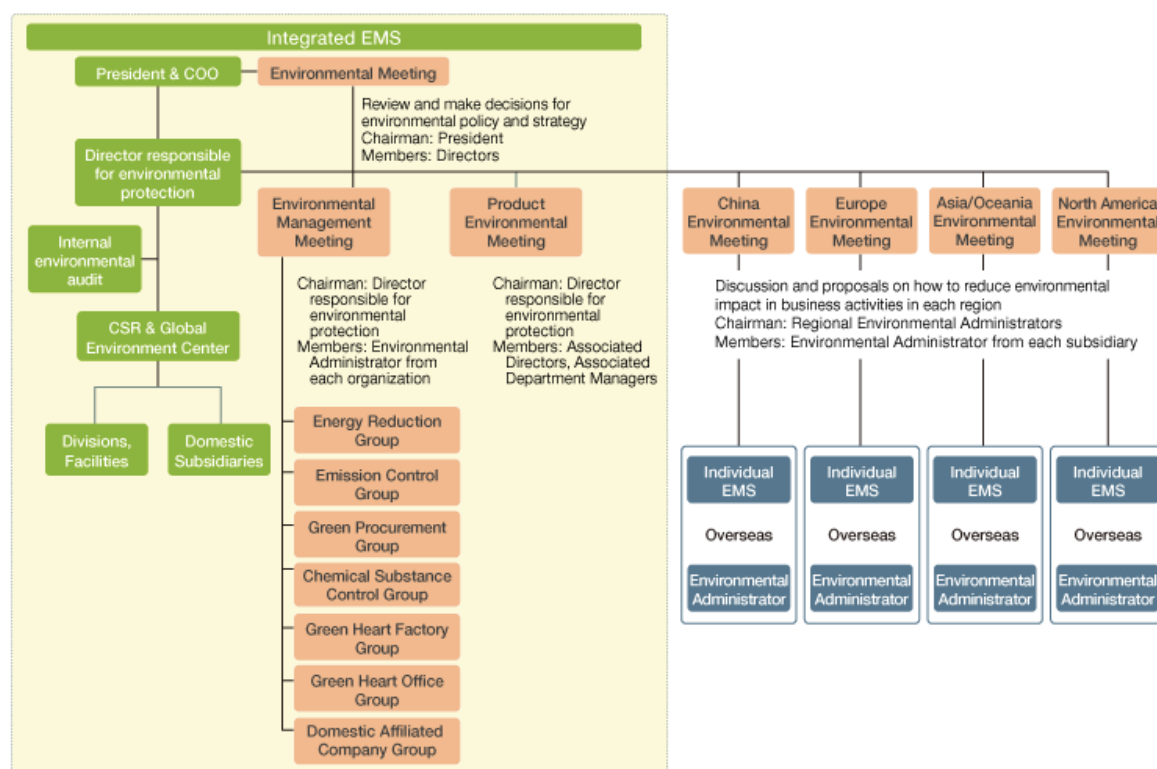 Integrated EMS
President & COO
Environmental Meeting
Review and make decisions for
environmental policy and strategy
Chairman: President
Members: Directors
Director responsible
for environmental
protection
Internal
environmental
audit
CSR & Global
Environment Center
Divisions,
Facilities
Domestic
Subsidiaries
Environmental
Management
Meeting
Chairman: Director
responsible for
environmental
protection
Members: Environmental
Administrator from
each organization
Product
Environmental
Meeting
Chairman: Director
responsible for
environmental
protection
Members: Associated
Directors, Associated
Department Managers
Energy Reduction
Group
Emission Control
Group
Green Procurement
Group
Chemical Substance
Control Group
Green Heart Factory
Group
Green Heart Office
Group
Domestic Affiliated
Company Group
China
Environmental
Meeting
Europe
Environmental
Meeting
Asia/Oceania
Environmental
Meeting
North America
Environmental
Meeting
Discussion and proposals on how to reduce environmental
impact in business activities in each region
Chairman: Regional Environmental Administrators
Members: Environmental Administrator from each subsidiary
Individual
EMS
Overseas
Environmental
Administrator
Individual
EMS
Overseas
Environmental
Administrator
Individual
EMS
Overseas
Environmental
Administrator
Individual
EMS
Overseas
Environmental
Administrator